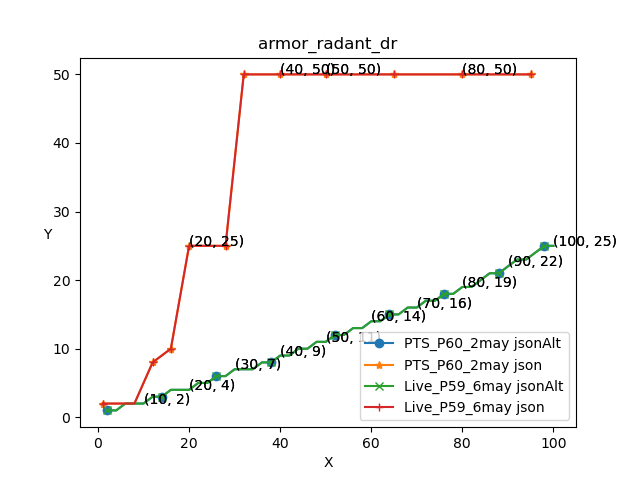 armor_radant_dr
Y
50
40
30
20
10
0
(40, 50)
(50, 50)
(80, 50)
(20, 25)
(100, 25)
(90, 22)
(80, 19)
(70, 16)
(60, 14)
(50, 11)
(40, 9)
(30, 7)
(20, 4)
(10, 2)
PTS_P60_2may jsonAlt
PTS_P60_2may json
Live_P59_6may jsonAlt
Live_P59_6may json
0 20 40 60 80 100
X